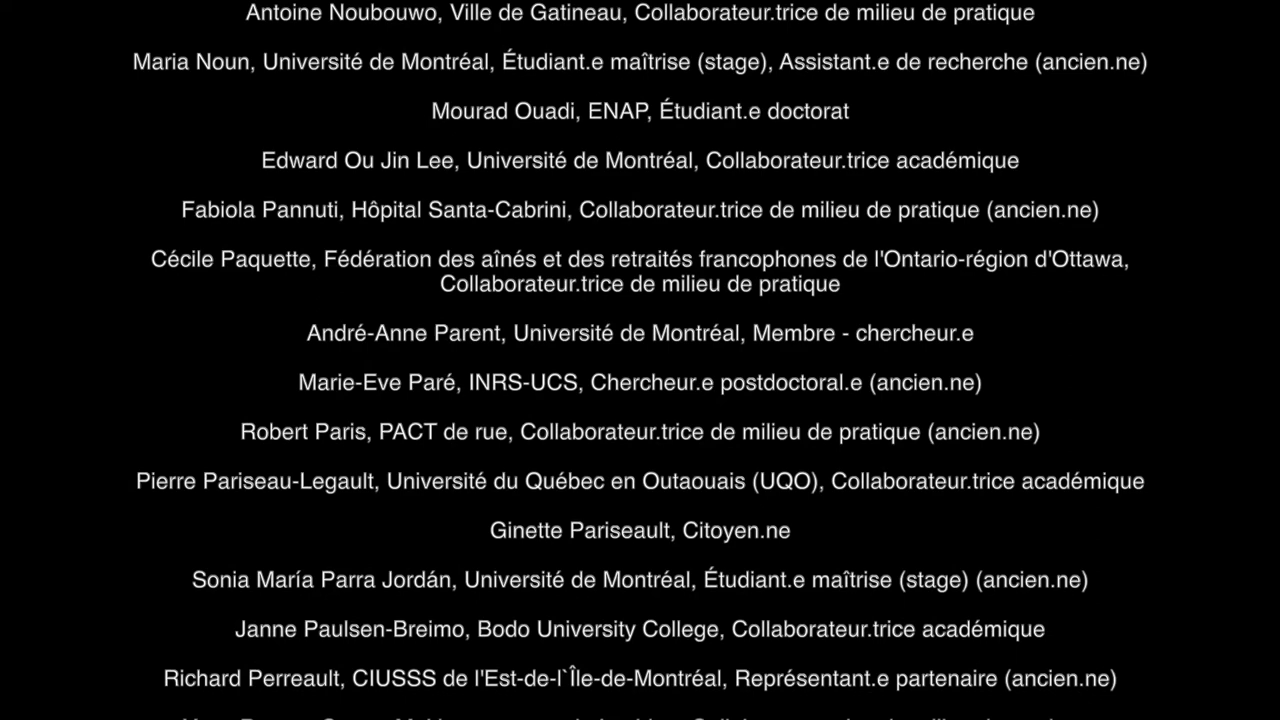 Antoine Noubouwo, Ville de Gatineau, Collaborateur.trice de milieu de pratique
Maria Noun, Université de Montréal, Étudiant.e maîtrise (stage), Assistant.e de recherche (ancien.ne)
Mourad Ouadi, ENAP, Étudiant.e doctorat
Edward Ou Jin Lee, Université de Montréal, Collaborateur.trice académique
Fabiola Pannuti, Hôpital Santa-Cabrini, Collaborateur.trice de milieu de pratique (ancien.ne)
Cécile Paquette, Fédération des aînés et des retraités francophones de l'Ontario-région d'Ottawa,
Collaborateur.trice de milieu de pratique
André-Anne Parent, Université de Montréal, Membre - chercheur.e
Marie-Eve Paré, INRS-UCS, Chercheur.e postdoctoral.e (ancien.ne)
Robert Paris, PACT de rue, Collaborateur.trice de milieu de pratique (ancien.ne)
Pierre Pariseau-Legault, Université du Québec en Outaouais (UQO), Collaborateur.trice académique
Ginette Pariseault, Citoyen.ne
Sonia María Parra Jordán, Université de Montréal, Étudiant.e maîtrise (stage) (ancien.ne)
Janne Paulsen-Breimo, Bodo University College, Collaborateur.trice académique
Richard Perreault, CIUSSS de l'Est-de-l`Île-de-Montréal, Représentant.e partenaire (ancien.ne)